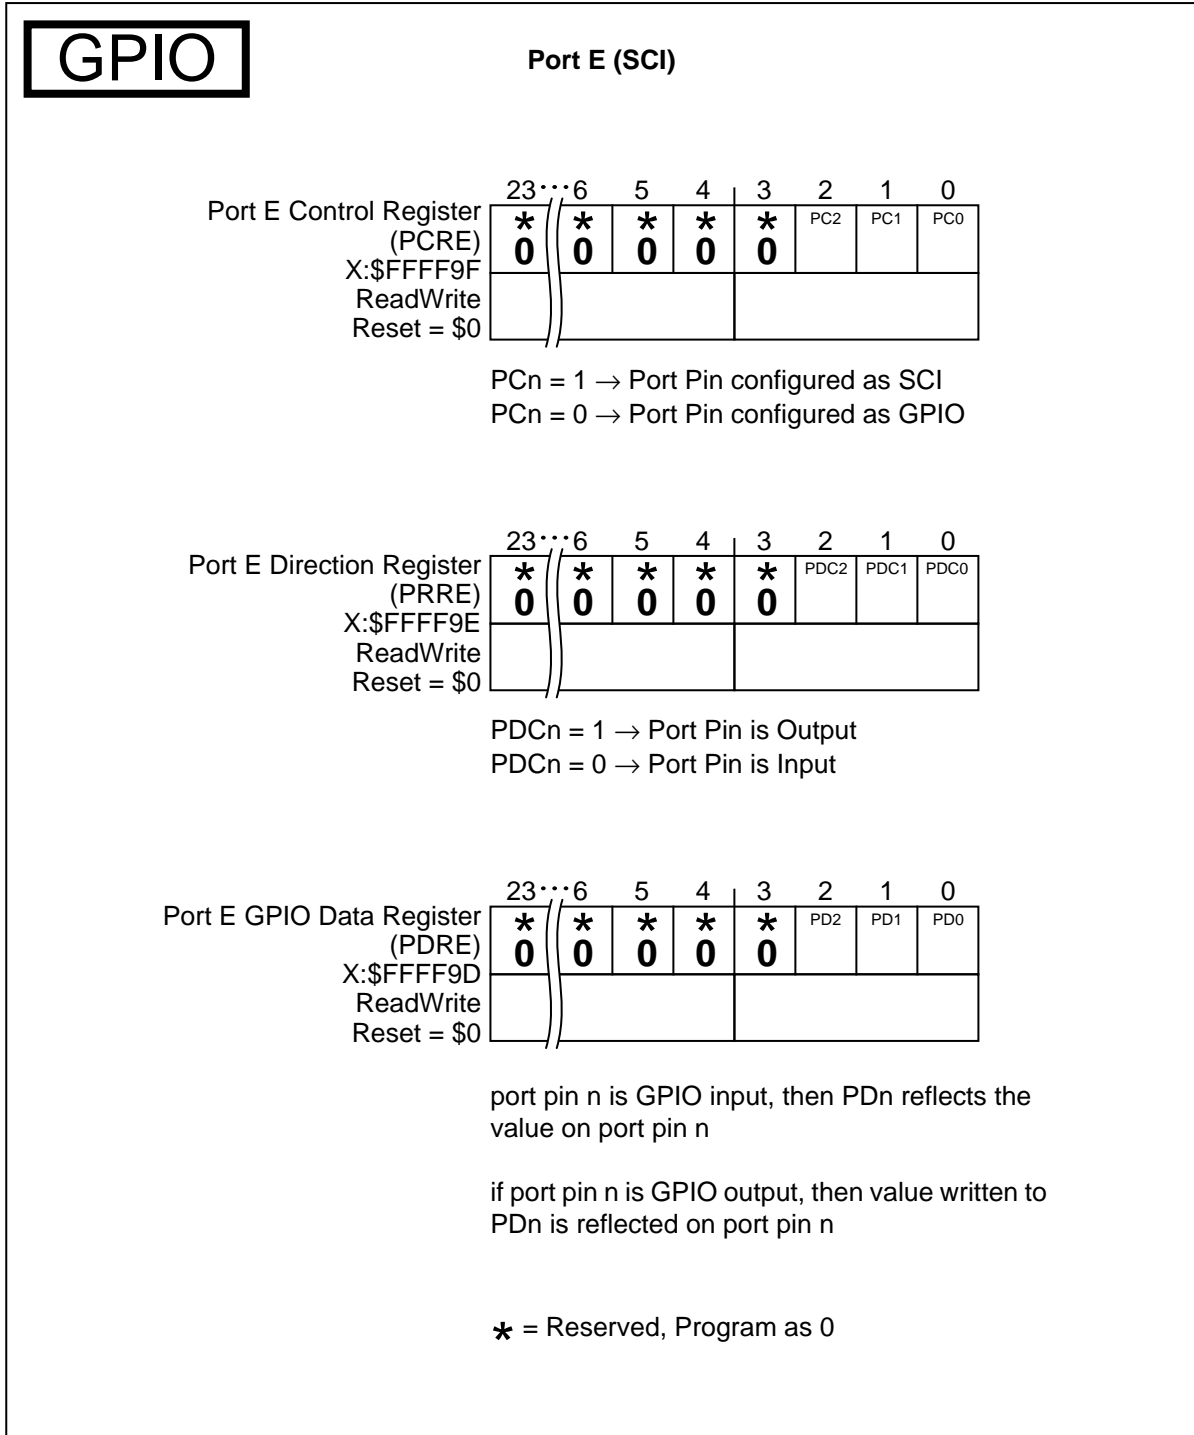 GPIO
Port E (SCI)
23 ··· 6 5 4 3 2 1 0
Port E Control Register
(PCRE)
X:$FFFF9F
ReadWrite
Reset = $0
* * * * * PC2 PC1 PC0
0 0 0 0 0
PCn = 1 → Port Pin configured as SCI
PCn = 0 → Port Pin configured as GPIO
23 ··· 6 5 4 3 2 1 0
Port E Direction Register
(PRRE)
X:$FFFF9E
ReadWrite
Reset = $0
* * * * * PDC2 PDC1 PDC0
0 0 0 0 0
PDCn = 1 → Port Pin is Output
PDCn = 0 → Port Pin is Input
23 ··· 6 5 4 3 2 1 0
Port E GPIO Data Register
(PDRE)
X:$FFFF9D
ReadWrite
Reset = $0
* * * * * PD2 PD1 PD0
0 0 0 0 0
port pin n is GPIO input, then PDn reflects the
value on port pin n
if port pin n is GPIO output, then value written to
PDn is reflected on port pin n
* = Reserved, Program as 0